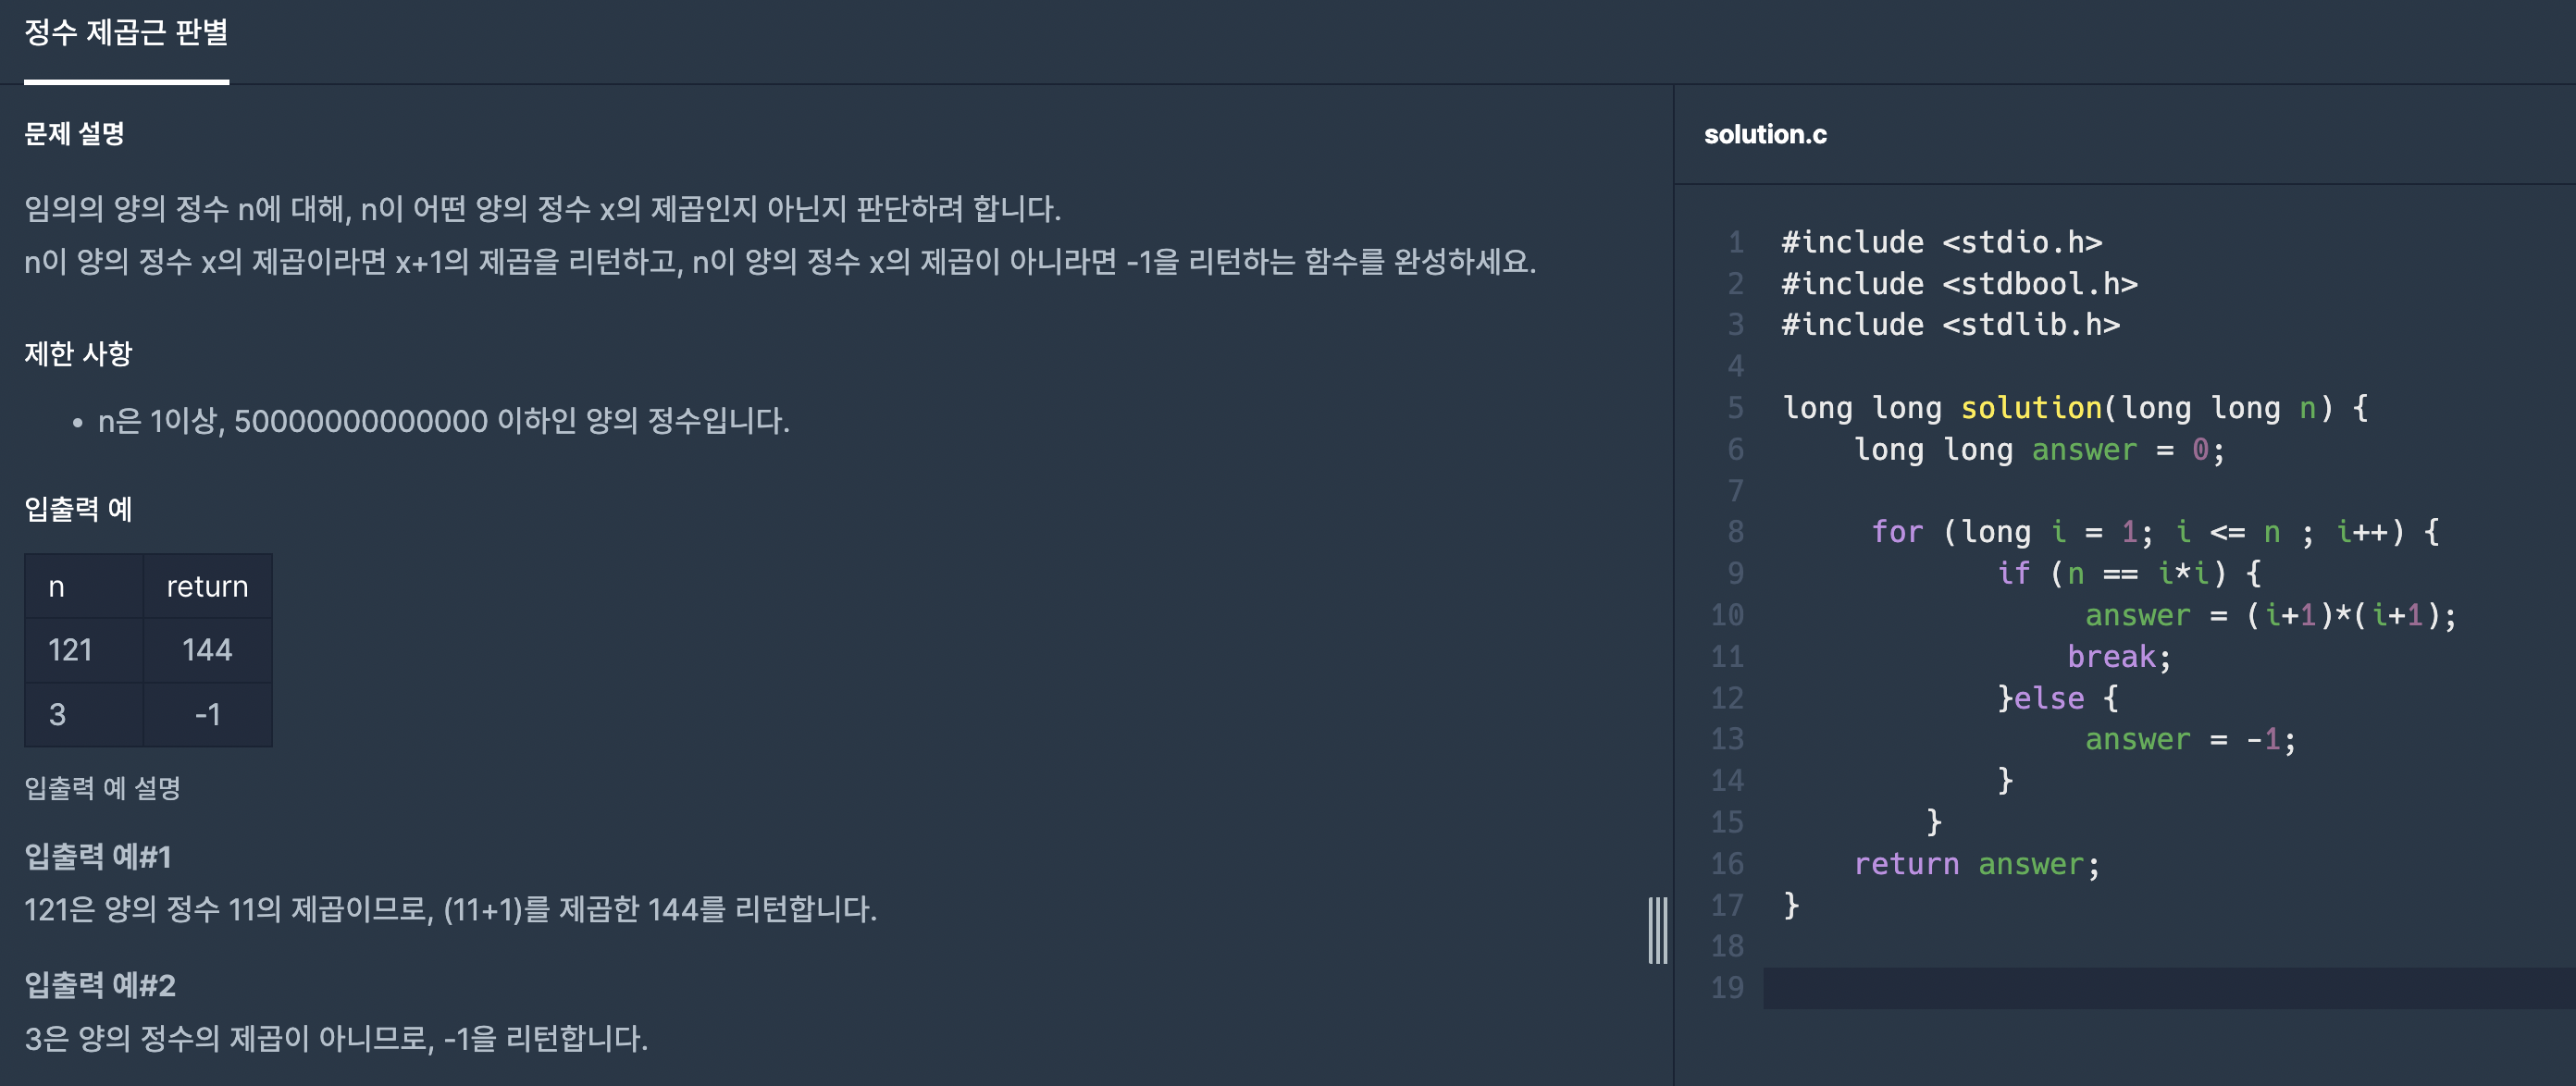 정수 제곱근 판별
문제 설명
임의의 양의 정수 n에 대해, n이 어떤 양의 정수 x의 제곱인지 아닌지 판단하려 합니다.
n이 양의 정수 x의 제곱이라면 x+1의 제곱을 리턴하고, n이 양의 정수 x의 제곱이 아니라면 -1을 리턴하는 함수를 완성하세요.
제한 사항
• n은 1이상, 50000000000000 이하인 양의 정수입니다.
입출력 예
n return
121 144
3 -1
입출력 예 설명
입출력 예#1
121은 양의 정수 11의 제곱이므로, (11+1)를 제곱한 144를 리턴합니다.
입출력 예#2
3은 양의 정수의 제곱이 아니므로, -1을 리턴합니다.
solution.c
1 #include <stdio.h>
2 #include <stdbool.h>
3 #include <stdlib.h>
4
5 long long solution(long long n) {
6     long long answer = 0;
7
8      for (long i = 1; i <= n ; i++) {
9             if (n == i*i) {
10                  answer = (i+1)*(i+1);
11                 break;
12             }else {
13                  answer = -1;
14             }
15         }
16     return answer;
17 }
18
19